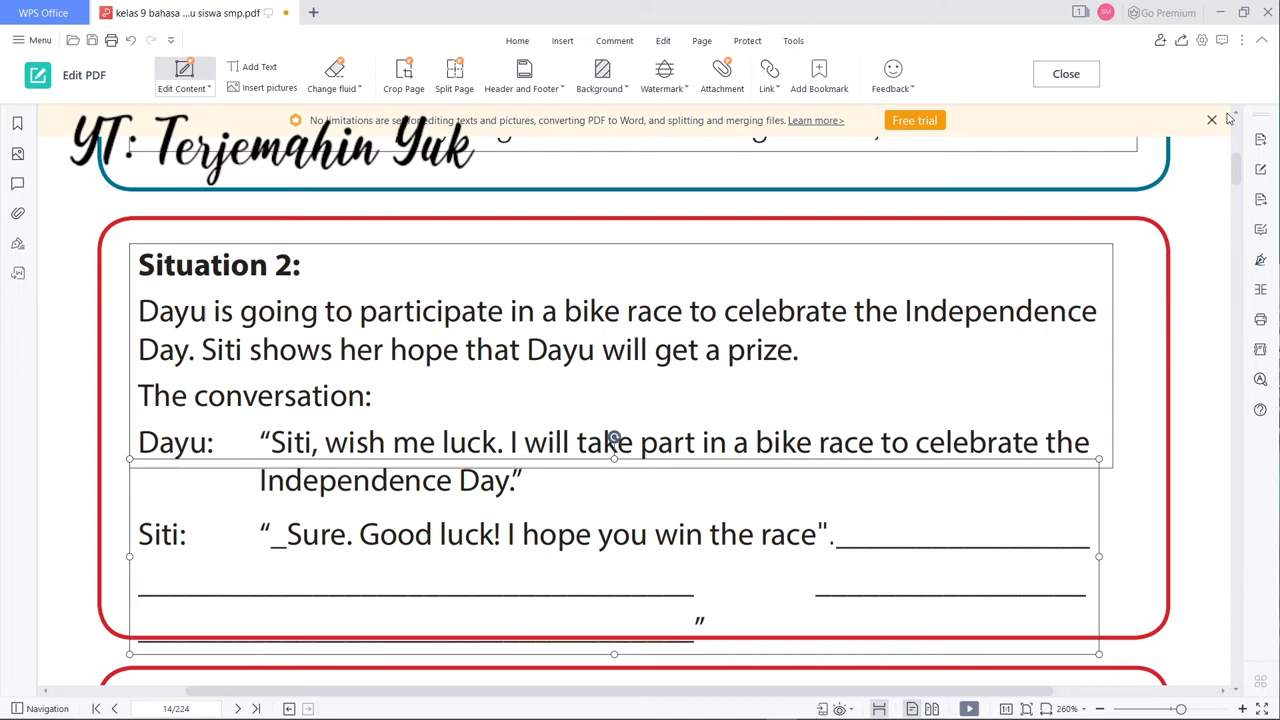 WPS Office
kelas 9 bahasa ...u siswa smp.pdf
SM
Go Premium
Menu
Home
Insert
Comment
Edit
Page
Protect
Tools
Edit PDF
Edit Content
Add Text
Insert pictures
Change fluid
Crop Page
Split Page
Header and Footer
Background
Watermark
Attachment
Link
Add Bookmark
Feedback
Close
No limitations are set for editing texts and pictures, converting PDF to Word, and splitting and merging files. Learn more>
Free trial
YT: Terjemahin Yuk
Situation 2:
Dayu is going to participate in a bike race to celebrate the Independence
Day. Siti shows her hope that Dayu will get a prize.
The conversation:
Dayu: “Siti, wish me luck. I will take part in a bike race to celebrate the
Independence Day.”
Siti: “_Sure. Good luck! I hope you win the race".
”
Navigation
14/224
260%